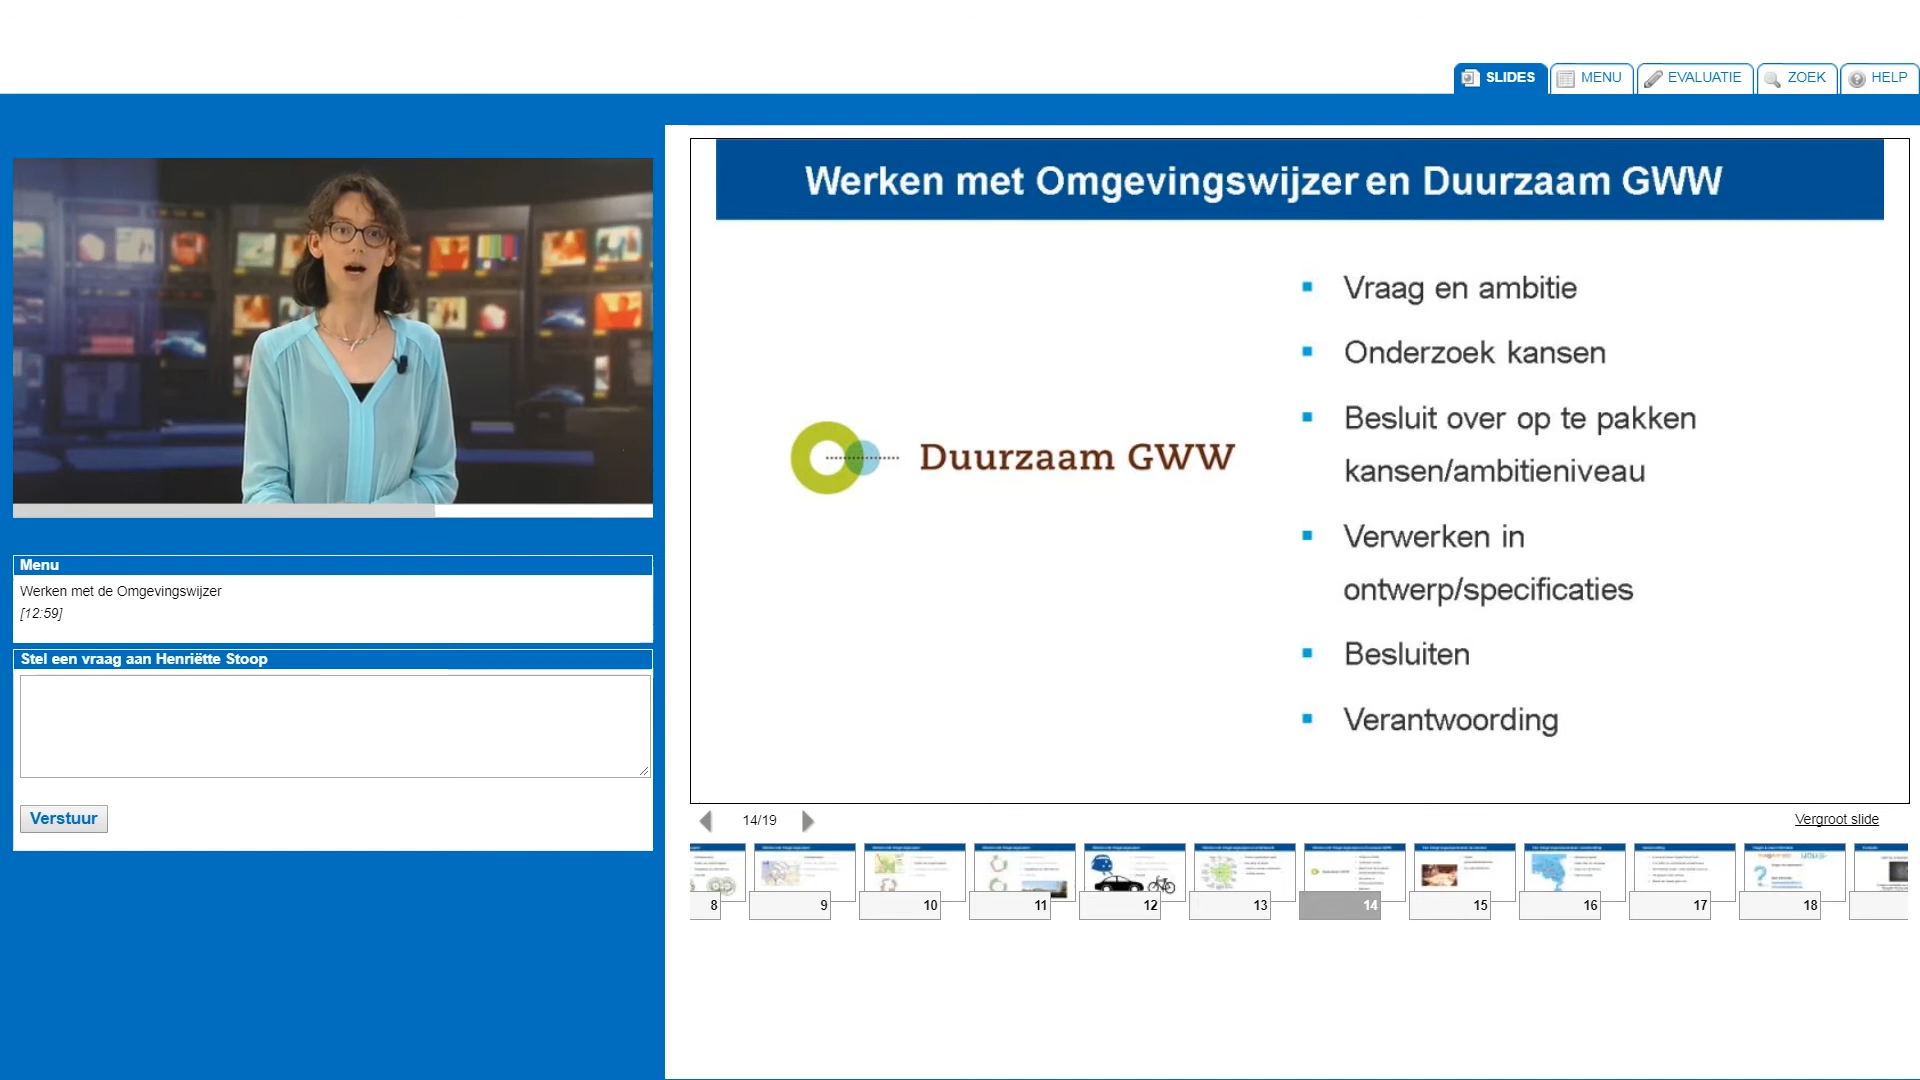 SLIDES
MENU
EVALUATIE
ZOEK
HELP
Werken met Omgevingswijzer en Duurzaam GWW
Vraag en ambitie
Onderzoek kansen
Besluit over op te pakken
kansen/ambitieniveau
Duurzaam GWW
Verwerken in
ontwerp/specificaties
Besluiten
Verantwoording
Menu
Werken met de Omgevingswijzer
[12:59]
Stel een vraag aan Henriëtte Stoop
Verstuur
14/19
Vergroot slide
8
9
10
11
12
13
14
15
16
17
18